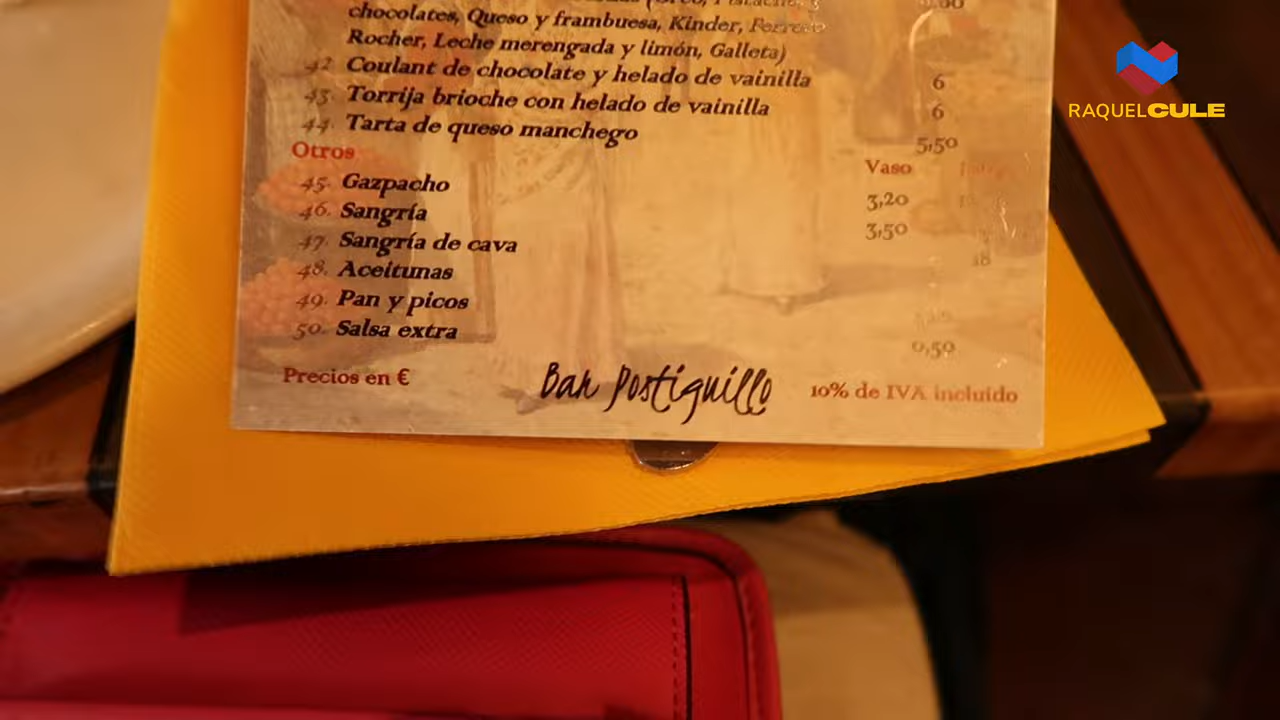 chocolates, Queso y frambuesa, Kinder, Ferrero
Rocher, Leche merengada y limón, Galleta)
42. Coulant de chocolate y helado de vainilla 6
43. Torrija brioche con helado de vainilla 6
44. Tarta de queso manchego 5,50
Otros Vaso
45. Gazpacho 3,20
46. Sangría 3,50
47. Sangría de cava 18
48. Aceitunas
49. Pan y picos
50. Salsa extra 0,50
Precios en € Bar Postiguillo 10% de IVA incluido
RAQUELCULE